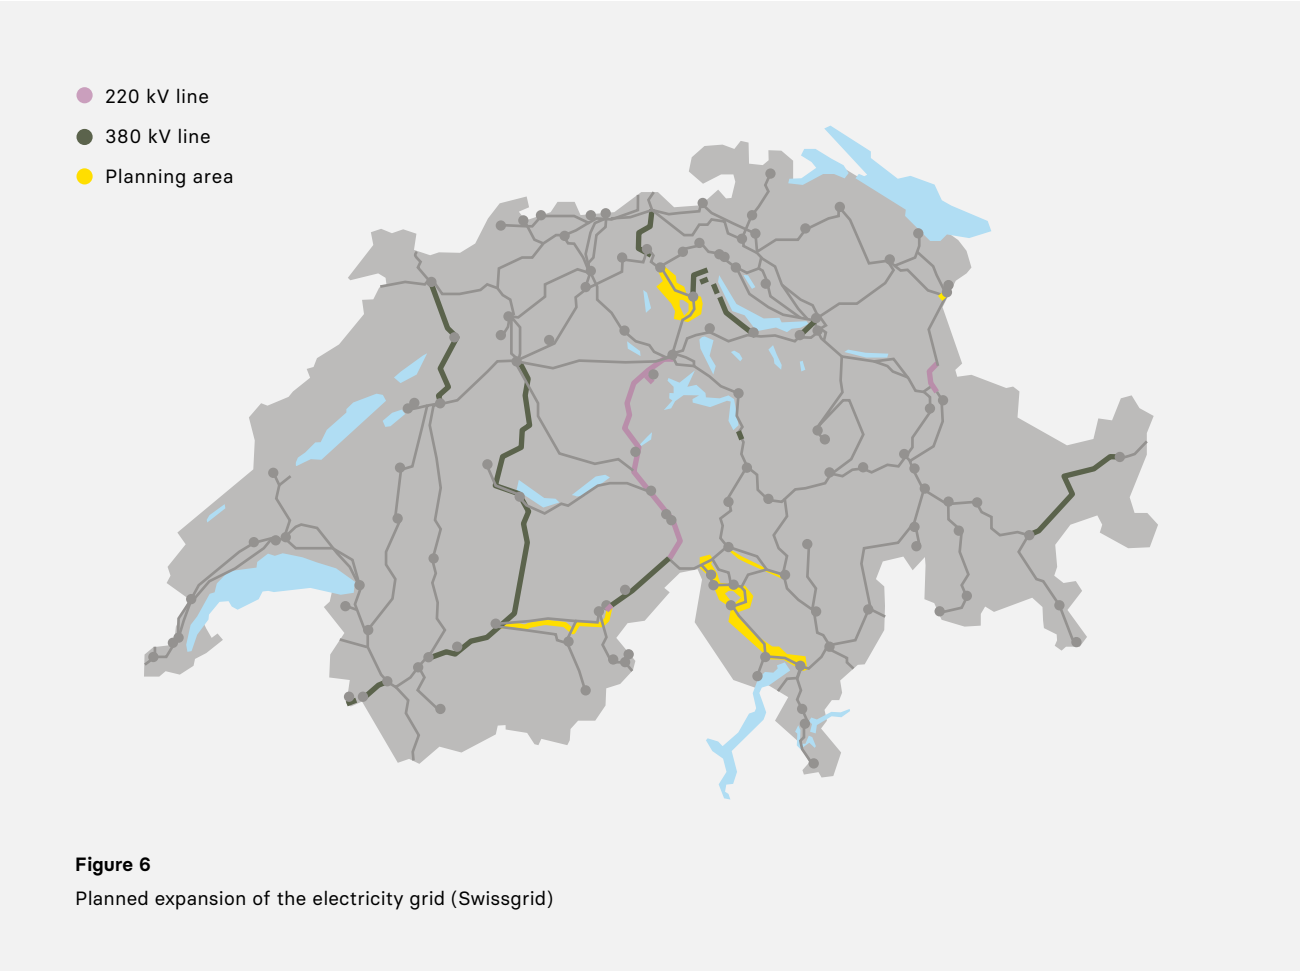 220 kV line
380 kV line
Planning area
Figure 6
Planned expansion of the electricity grid (Swissgrid)